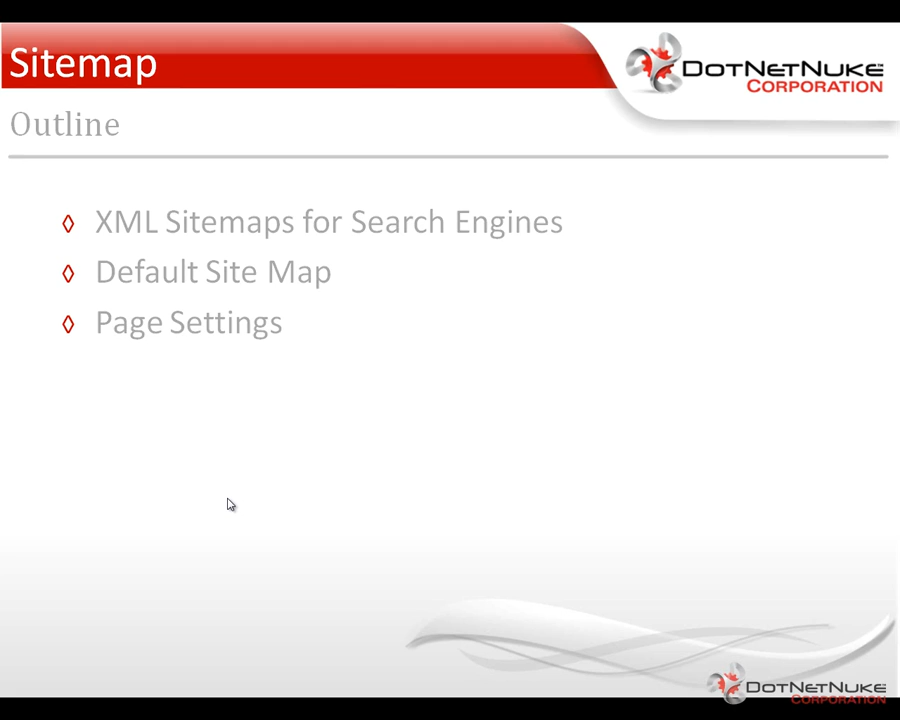 Sitemap
DotNetNuke
Corporation
Outline
XML Sitemaps for Search Engines
Default Site Map
Page Settings
DotNetNuke
Corporation